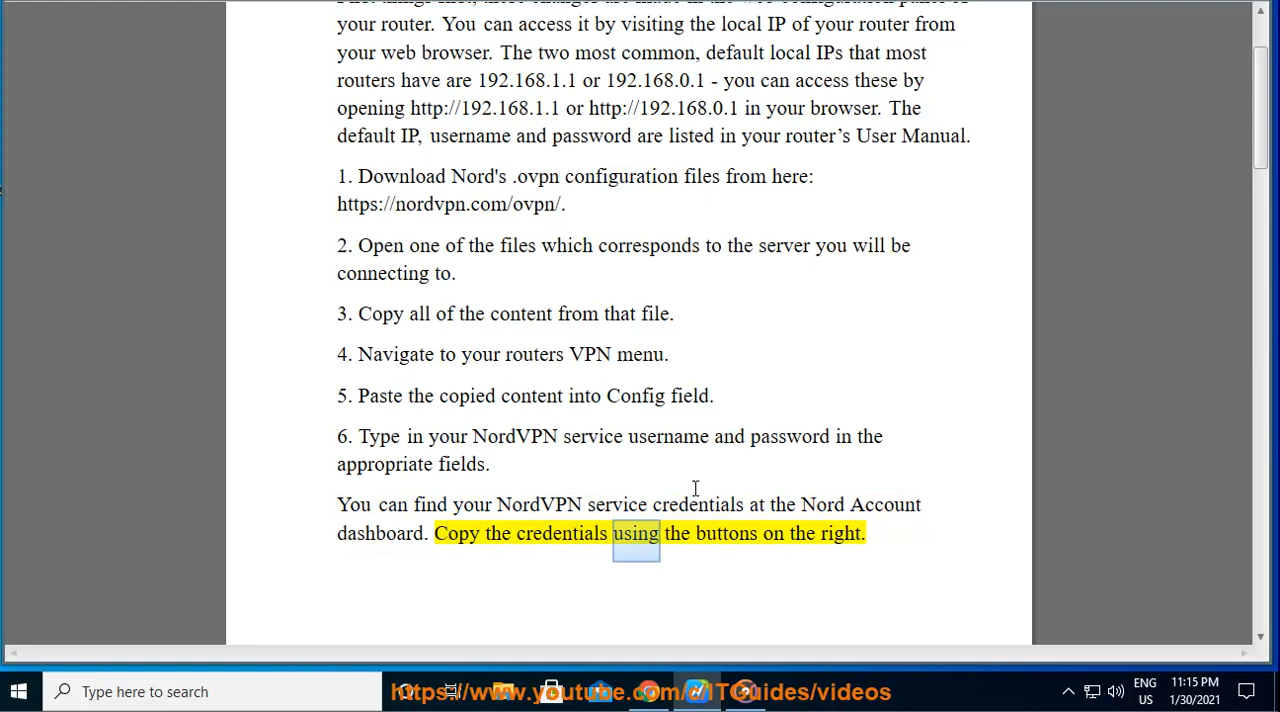 your router. You can access it by visiting the local IP of your router from
your web browser. The two most common, default local IPs that most
routers have are 192.168.1.1 or 192.168.0.1 - you can access these by
opening http://192.168.1.1 or http://192.168.0.1 in your browser. The
default IP, username and password are listed in your router’s User Manual.
1. Download Nord's .ovpn configuration files from here:
https://nordvpn.com/ovpn/.
2. Open one of the files which corresponds to the server you will be
connecting to.
3. Copy all of the content from that file.
4. Navigate to your routers VPN menu.
5. Paste the copied content into Config field.
6. Type in your NordVPN service username and password in the
appropriate fields.
You can find your NordVPN service credentials at the Nord Account
dashboard. Copy the credentials using the buttons on the right.
Type here to search
https://www.youtube.com/c/ITGuides/videos
ENG
US
11:15 PM
1/30/2021